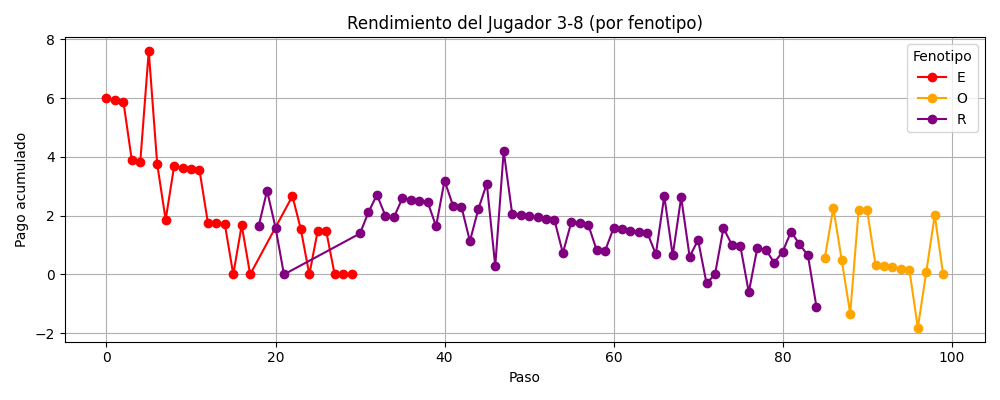 Rendimiento del Jugador 3-8 (por fenotipo)
Pago acumulado
8
6
4
2
0
−2
Fenotipo
E
O
R
0 20 40 60 80 100
Paso